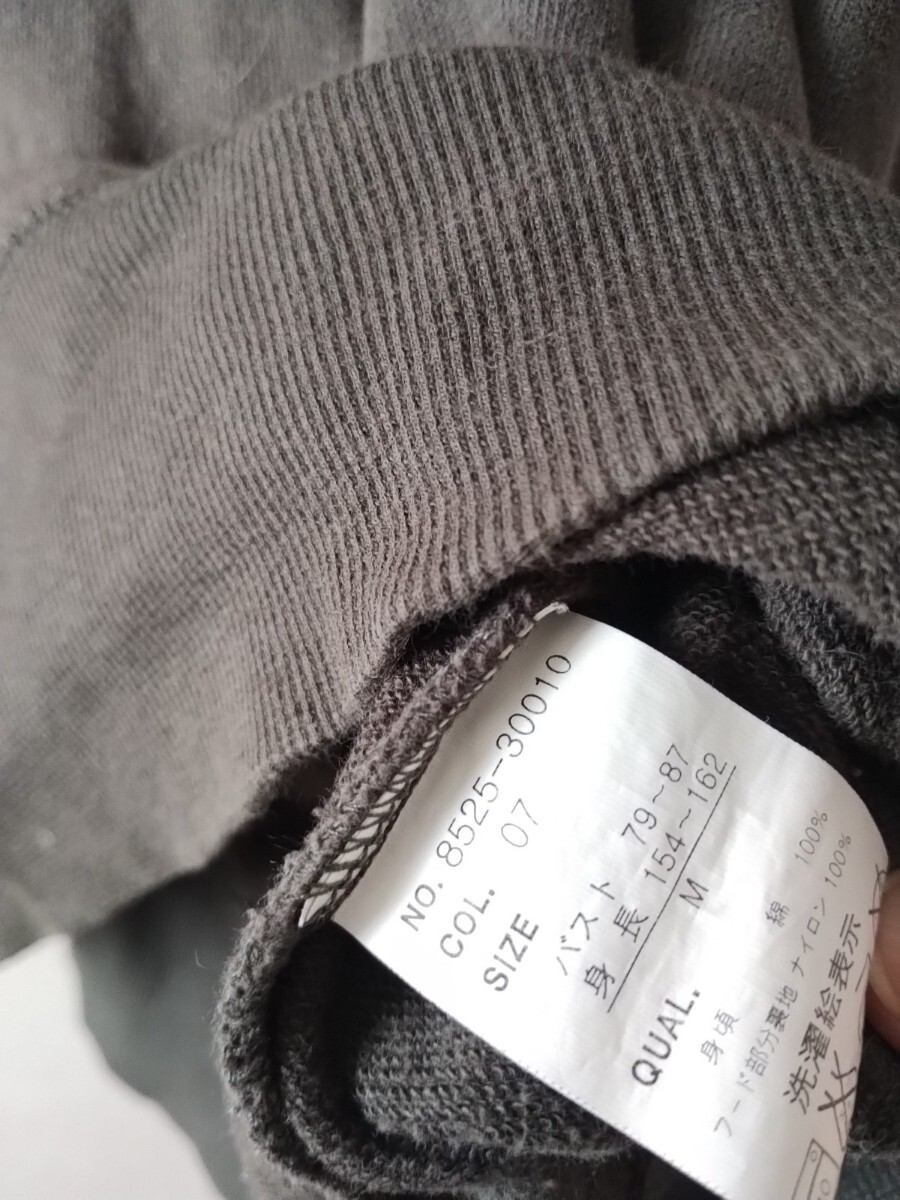 NO. 8525-30010
COL. 07
SIZE
バスト 79~87
身 長 154~162
M
QUAL.
身頃 綿 100%
フード部分裏地 ナイロン 100%
洗濯絵表示